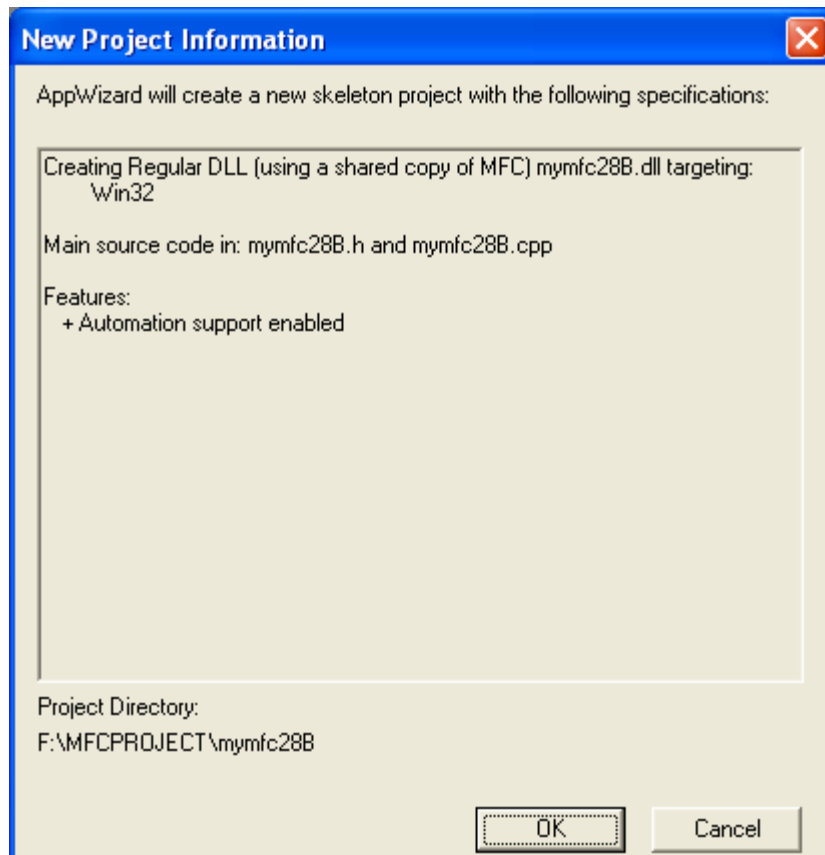 New Project Information
AppWizard will create a new skeleton project with the following specifications:
Creating Regular DLL (using a shared copy of MFC) mymfc28B.dll targeting:
Win32
Main source code in: mymfc28B.h and mymfc28B.cpp
Features:
+ Automation support enabled
Project Directory:
F:\MFCPROJECT\mymfc28B
OK
Cancel